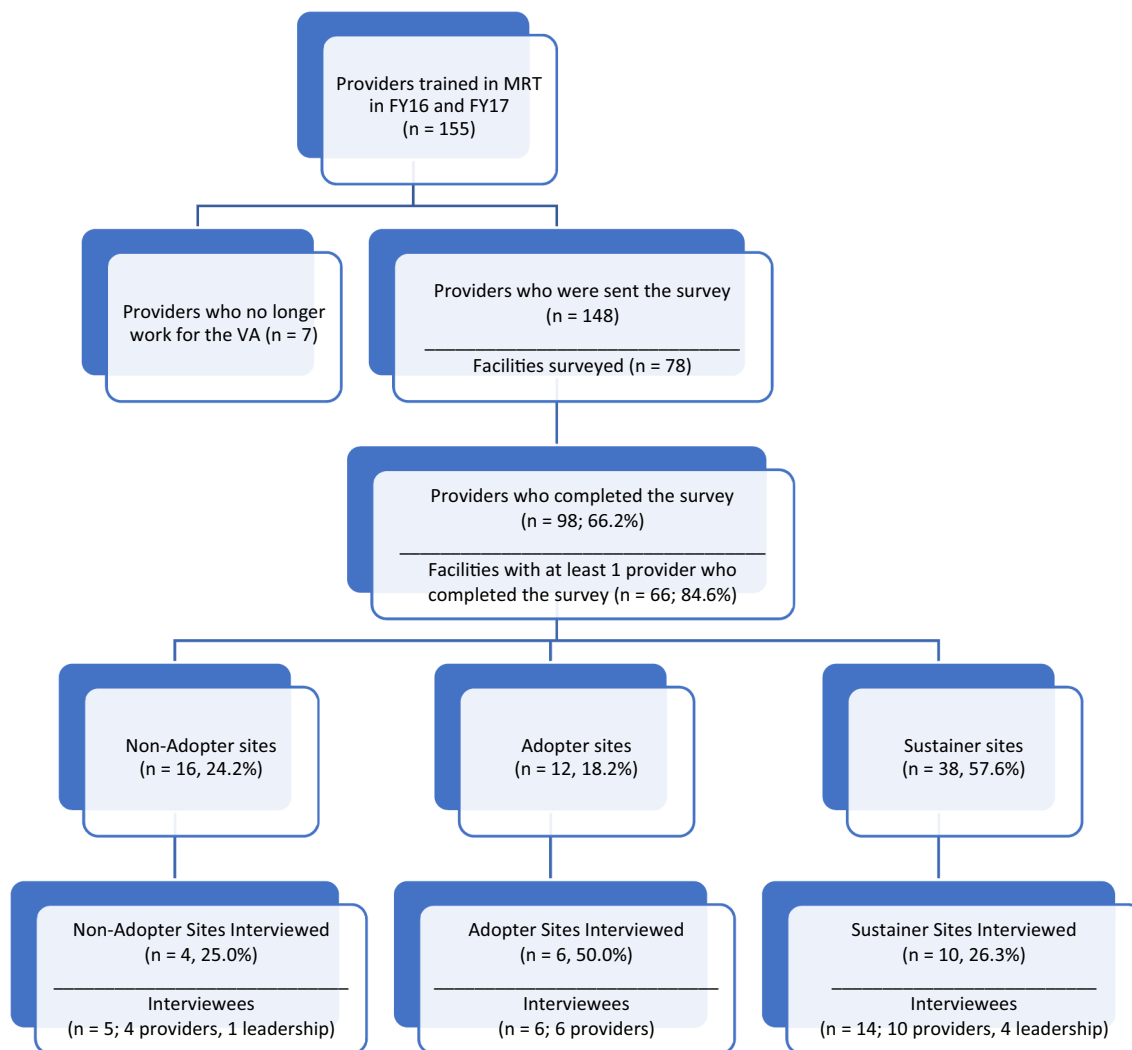 Providers trained in MRT
in FY16 and FY17
(n = 155)
Providers who no longer
work for the VA (n = 7)
Providers who were sent the survey
(n = 148)
Facilities surveyed (n = 78)
Providers who completed the survey
(n = 98; 66.2%)
Facilities with at least 1 provider who
completed the survey (n = 66; 84.6%)
Non-Adopter sites
(n = 16, 24.2%)
Adopter sites
(n = 12, 18.2%)
Sustainer sites
(n = 38, 57.6%)
Non-Adopter Sites Interviewed
(n = 4, 25.0%)
Interviewees
(n = 5; 4 providers, 1 leadership)
Adopter Sites Interviewed
(n = 6, 50.0%)
Interviewees
(n = 6; 6 providers)
Sustainer Sites Interviewed
(n = 10, 26.3%)
Interviewees
(n = 14; 10 providers, 4 leadership)